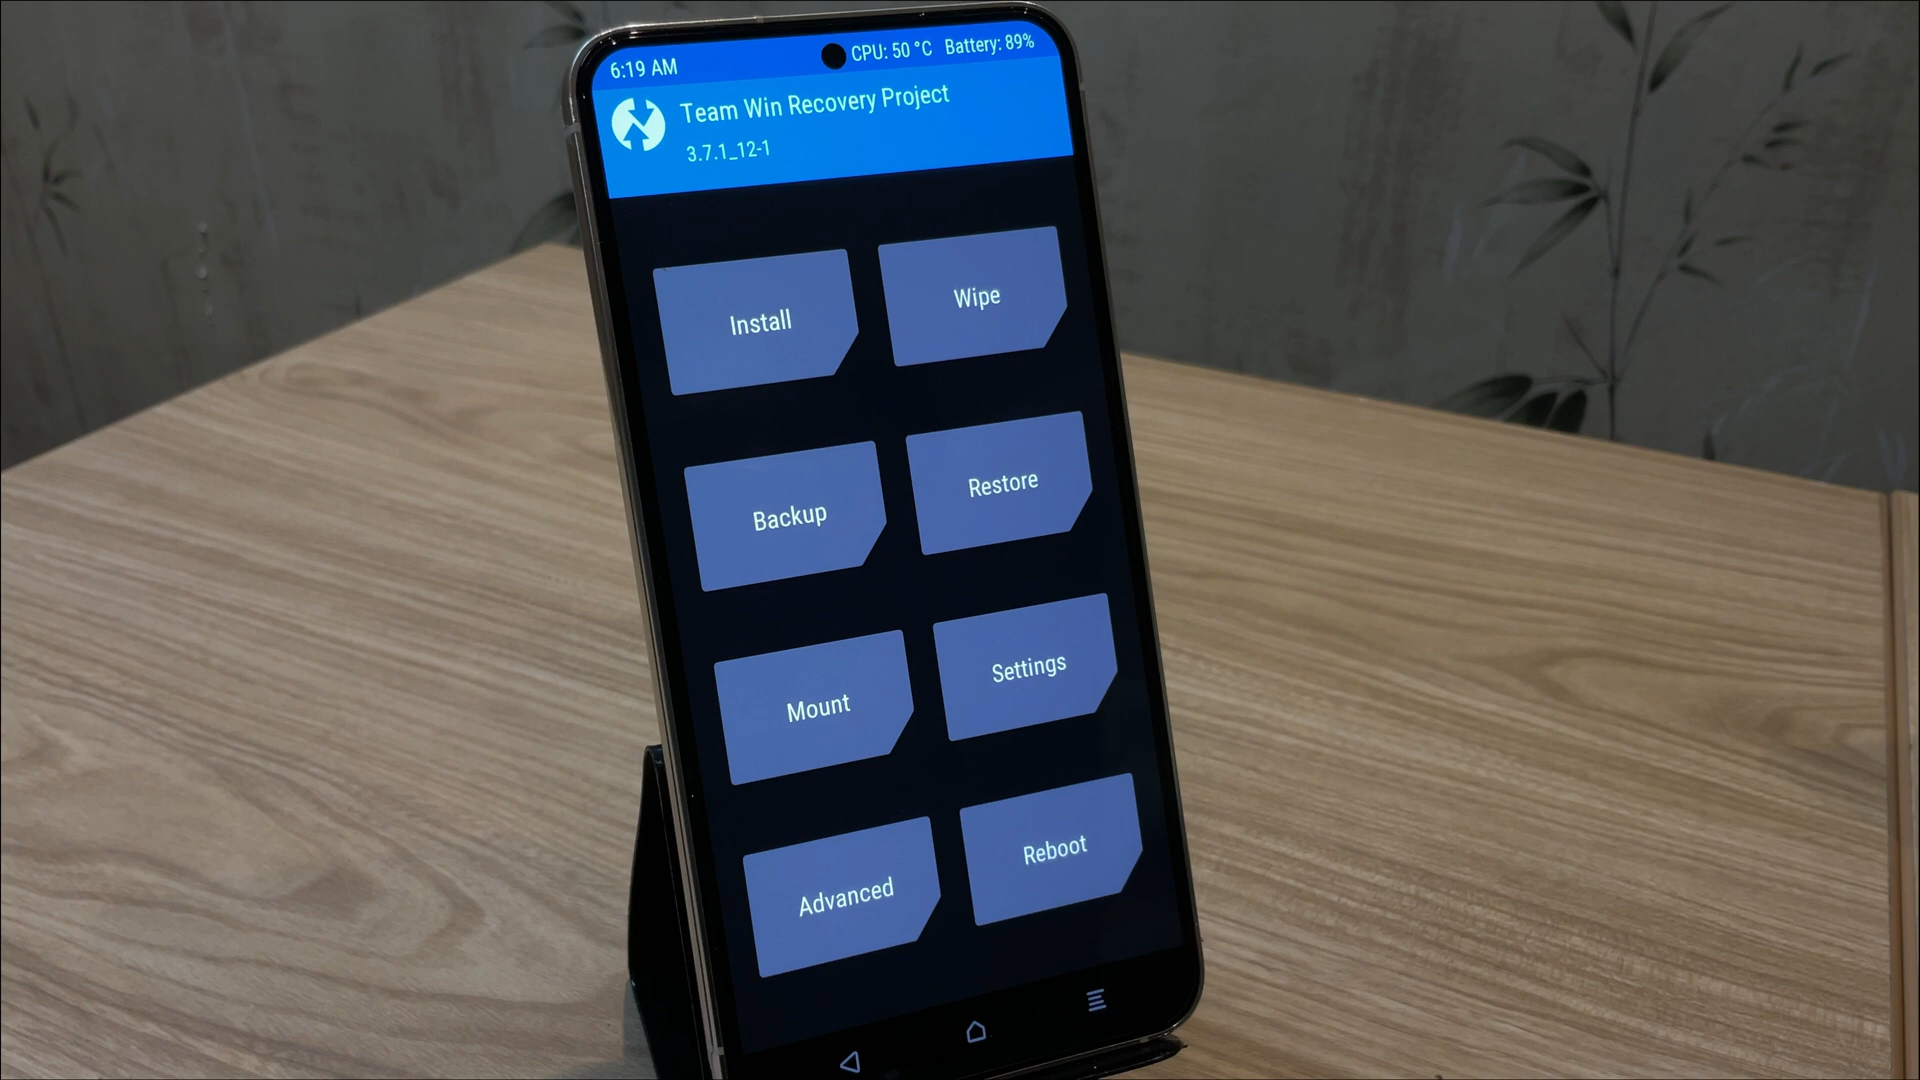 6:19 AM CPU: 50 °C Battery: 89%
Team Win Recovery Project
3.7.1_12-1
Install Wipe
Backup Restore
Mount Settings
Advanced Reboot